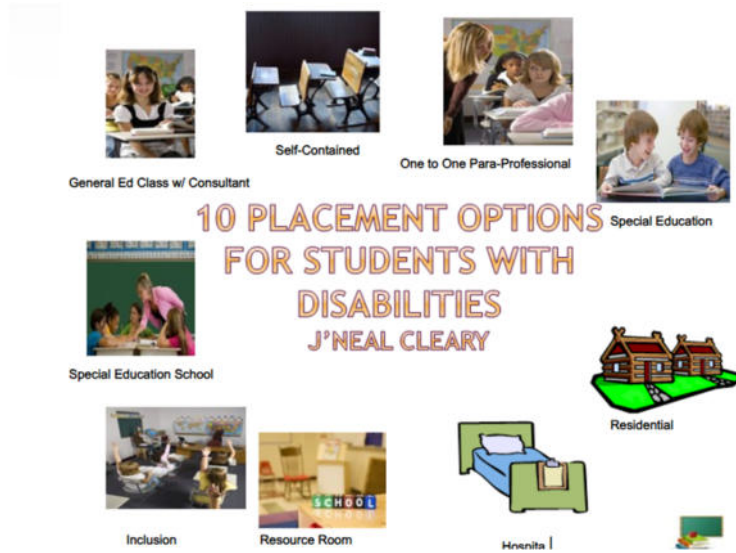 Self-Contained
One to One Para-Professional
General Ed Class w/ Consultant
Special Education
10 PLACEMENT OPTIONS
FOR STUDENTS WITH
DISABILITIES
J'NEAL CLEARY
Special Education School
Residential
SCHOOL
Inclusion
Resource Room
Hospita